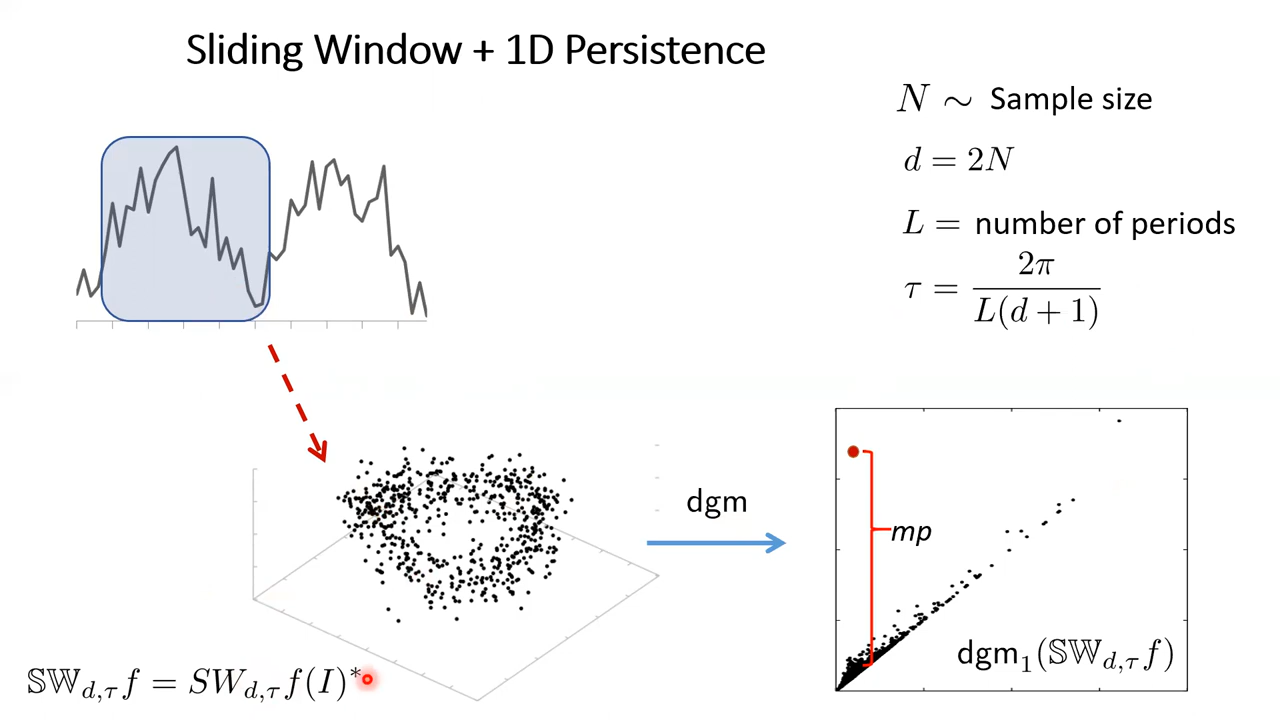 Sliding Window + 1D Persistence
N ∼ Sample size
d = 2N
L = number of periods
τ = 2π / L(d + 1)
dgm
mp
dgm₁(𝕊𝕎_{d,τ} f)
𝕊𝕎_{d,τ} f = SW_{d,τ} f(I)*